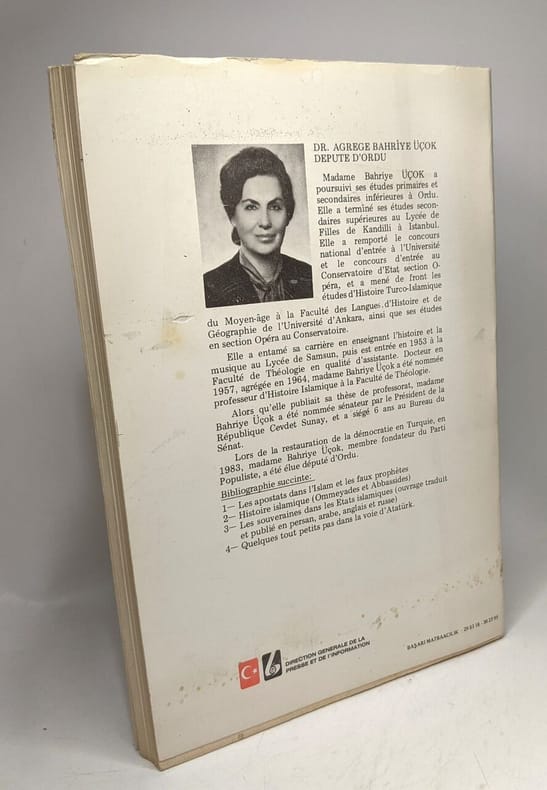 DR. AGREGE BAHRİYE ÜÇOK
DEPUTE D'ORDU
Madame Bahriye ÜÇOK a
poursuivi ses études primaires et
secondaires inférieures à Ordu.
Elle a terminé ses études secon-
daires supérieures au Lycée de
Filles de Kandilli à İstanbul.
Elle a remporté le concours
national d'entrée à l'Université
et le concours d'entrée au
Conservatoire d'Etat section O-
péra, et a mené de front les
études d'Histoire Turco-Islamique
du Moyen-âge à la Faculté des Langues, d'Histoire et de
Géographie de l'Université d'Ankara, ainsi que ses études
en section Opéra au Conservatoire.
Elle a entamé sa carrière en enseignant l'histoire et la
musique au Lycée de Samsun, puis est entrée en 1953 à la
Faculté de Théologie en qualité d'assistante. Docteur en
1957, agrégée en 1964, madame Bahriye Üçok a été nommée
professeur d'Histoire Islamique à la Faculté de Théologie.
Alors qu'elle publiait sa thèse de professorat, madame
Bahriye Üçok a été nommée sénateur par le Président de la
République Cevdet Sunay, et a siégé 6 ans au Bureau du
Sénat.
Lors de la restauration de la démocratie en Turquie, en
1983, madame Bahriye Üçok, membre fondateur du Parti
Populiste, a été élue député d'Ordu.
Bibliographie succinte:
1— Les apostats dans l'Islam et les faux prophètes
2— Histoire islamique (Ommeyades et Abbassides)
3— Les souveraines dans les Etats islamiques (ouvrage traduit
et publié en persan, arabe, anglais et russe)
4— Quelques tout petits pas dans la voie d'Atatürk.
DIRECTION GENERALE DE LA
PRESSE ET DE L'INFORMATION
BAŞARI MATBAACILIK